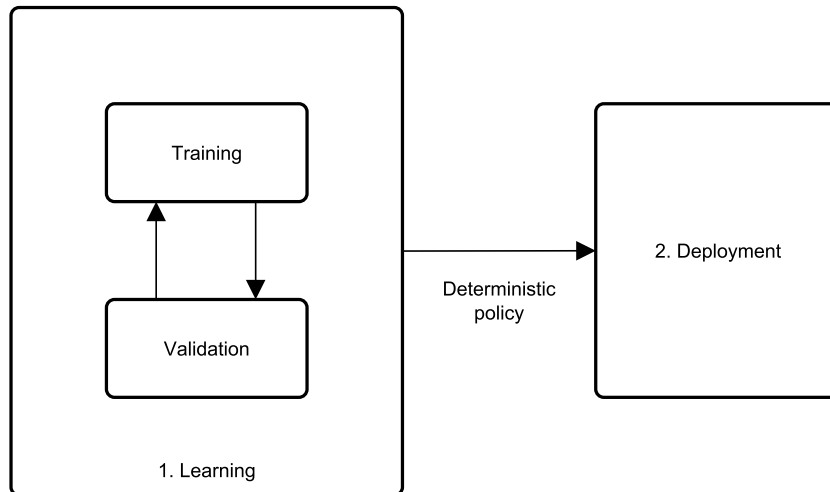 Training
Validation
1. Learning
Deterministic
policy
2. Deployment